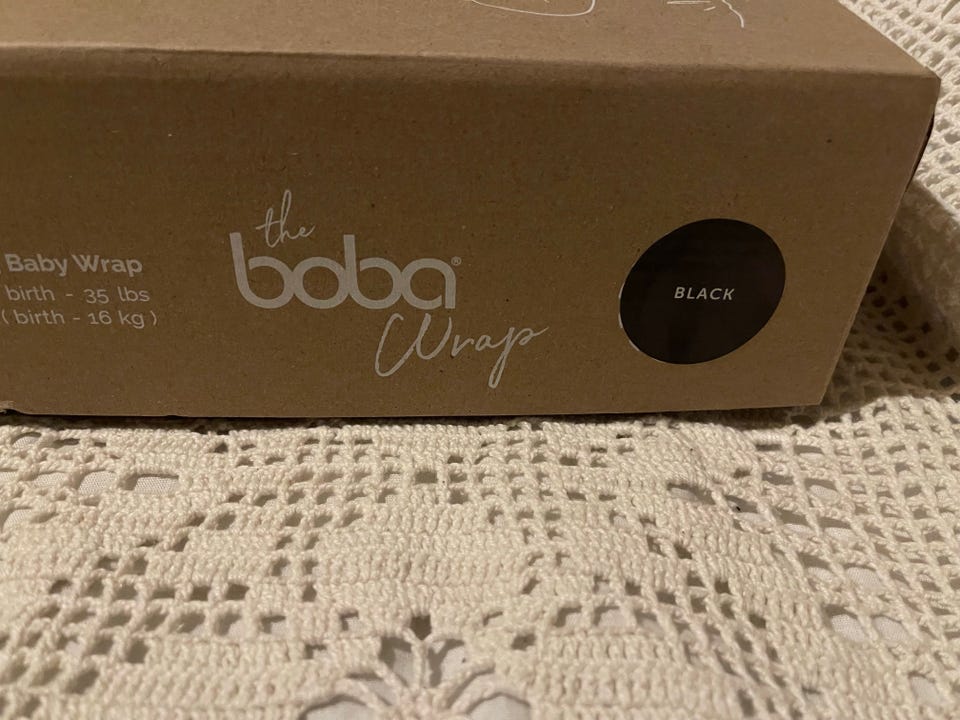 Baby Wrap
birth - 35 lbs
( birth - 16 kg )
the
boba®
Wrap
BLACK